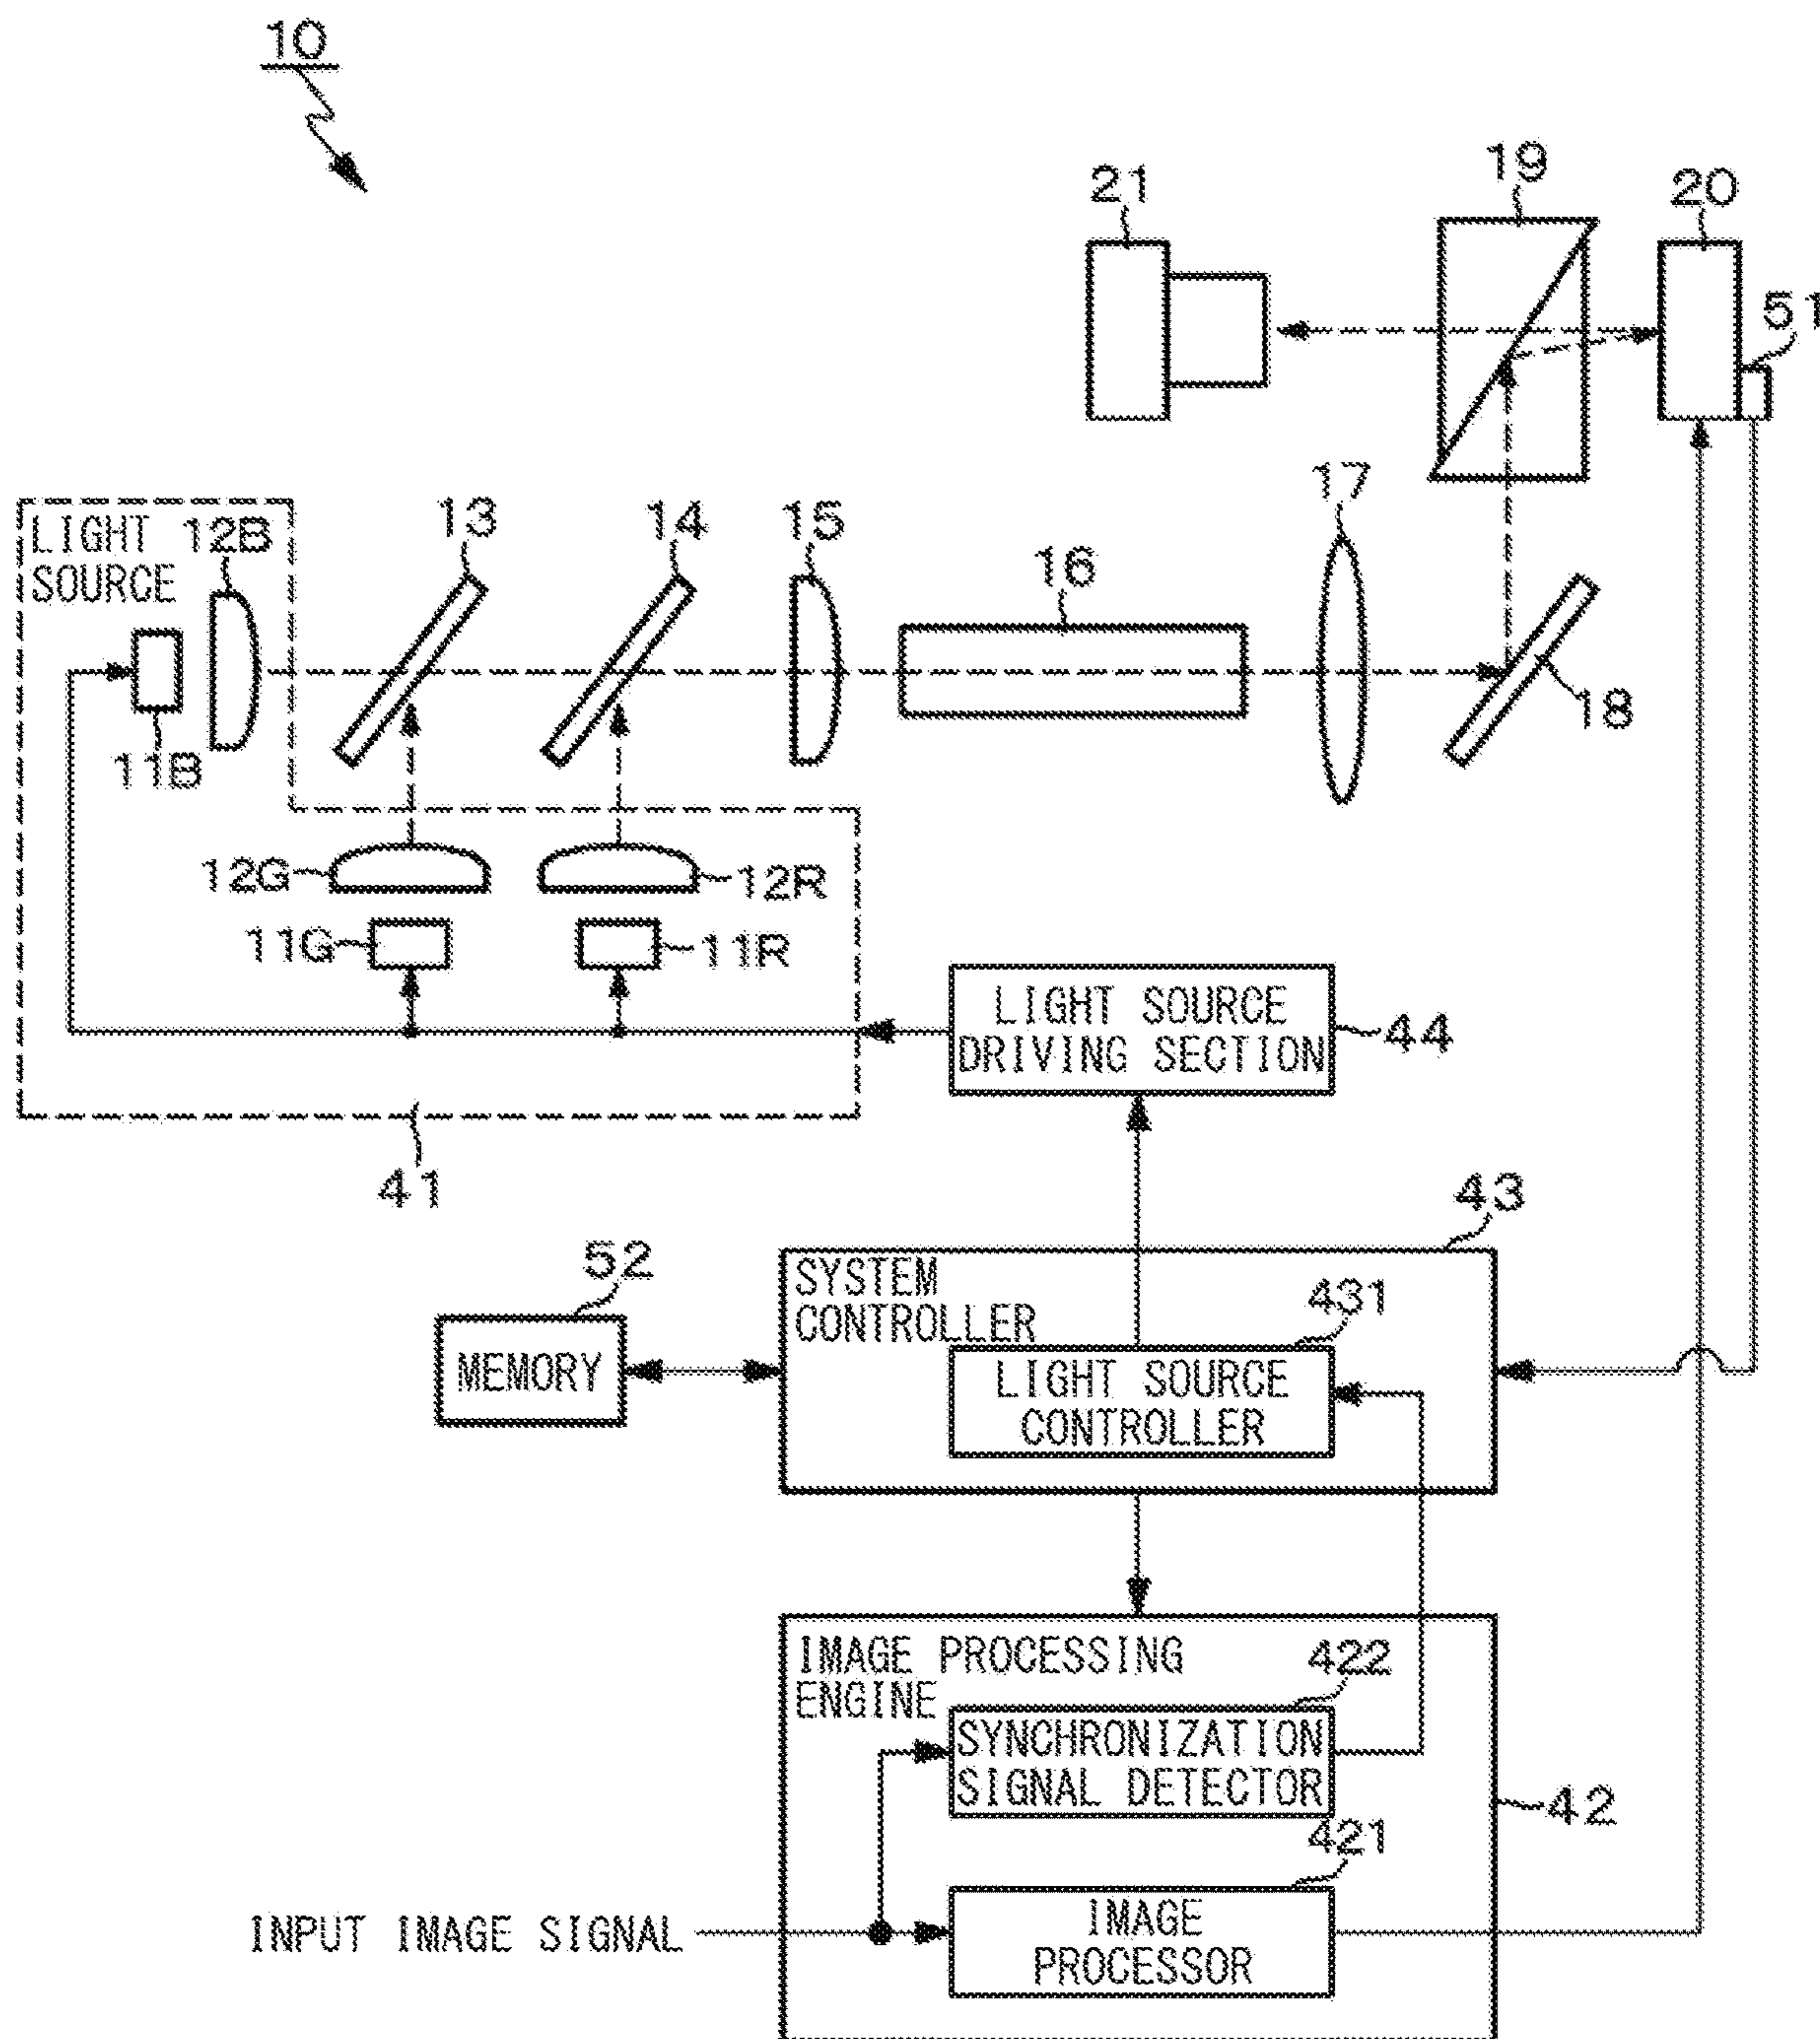 10
19
20
21
51
17
13
14
15
LIGHT
SOURCE
12B
16
18
11B
12G
12R
11G
11R
LIGHT SOURCE
DRIVING SECTION
44
41
43
52
SYSTEM
CONTROLLER
431
MEMORY
LIGHT SOURCE
CONTROLLER
IMAGE PROCESSING
ENGINE
422
SYNCHRONIZATION
SIGNAL DETECTOR
42
421
INPUT IMAGE SIGNAL
IMAGE
PROCESSOR